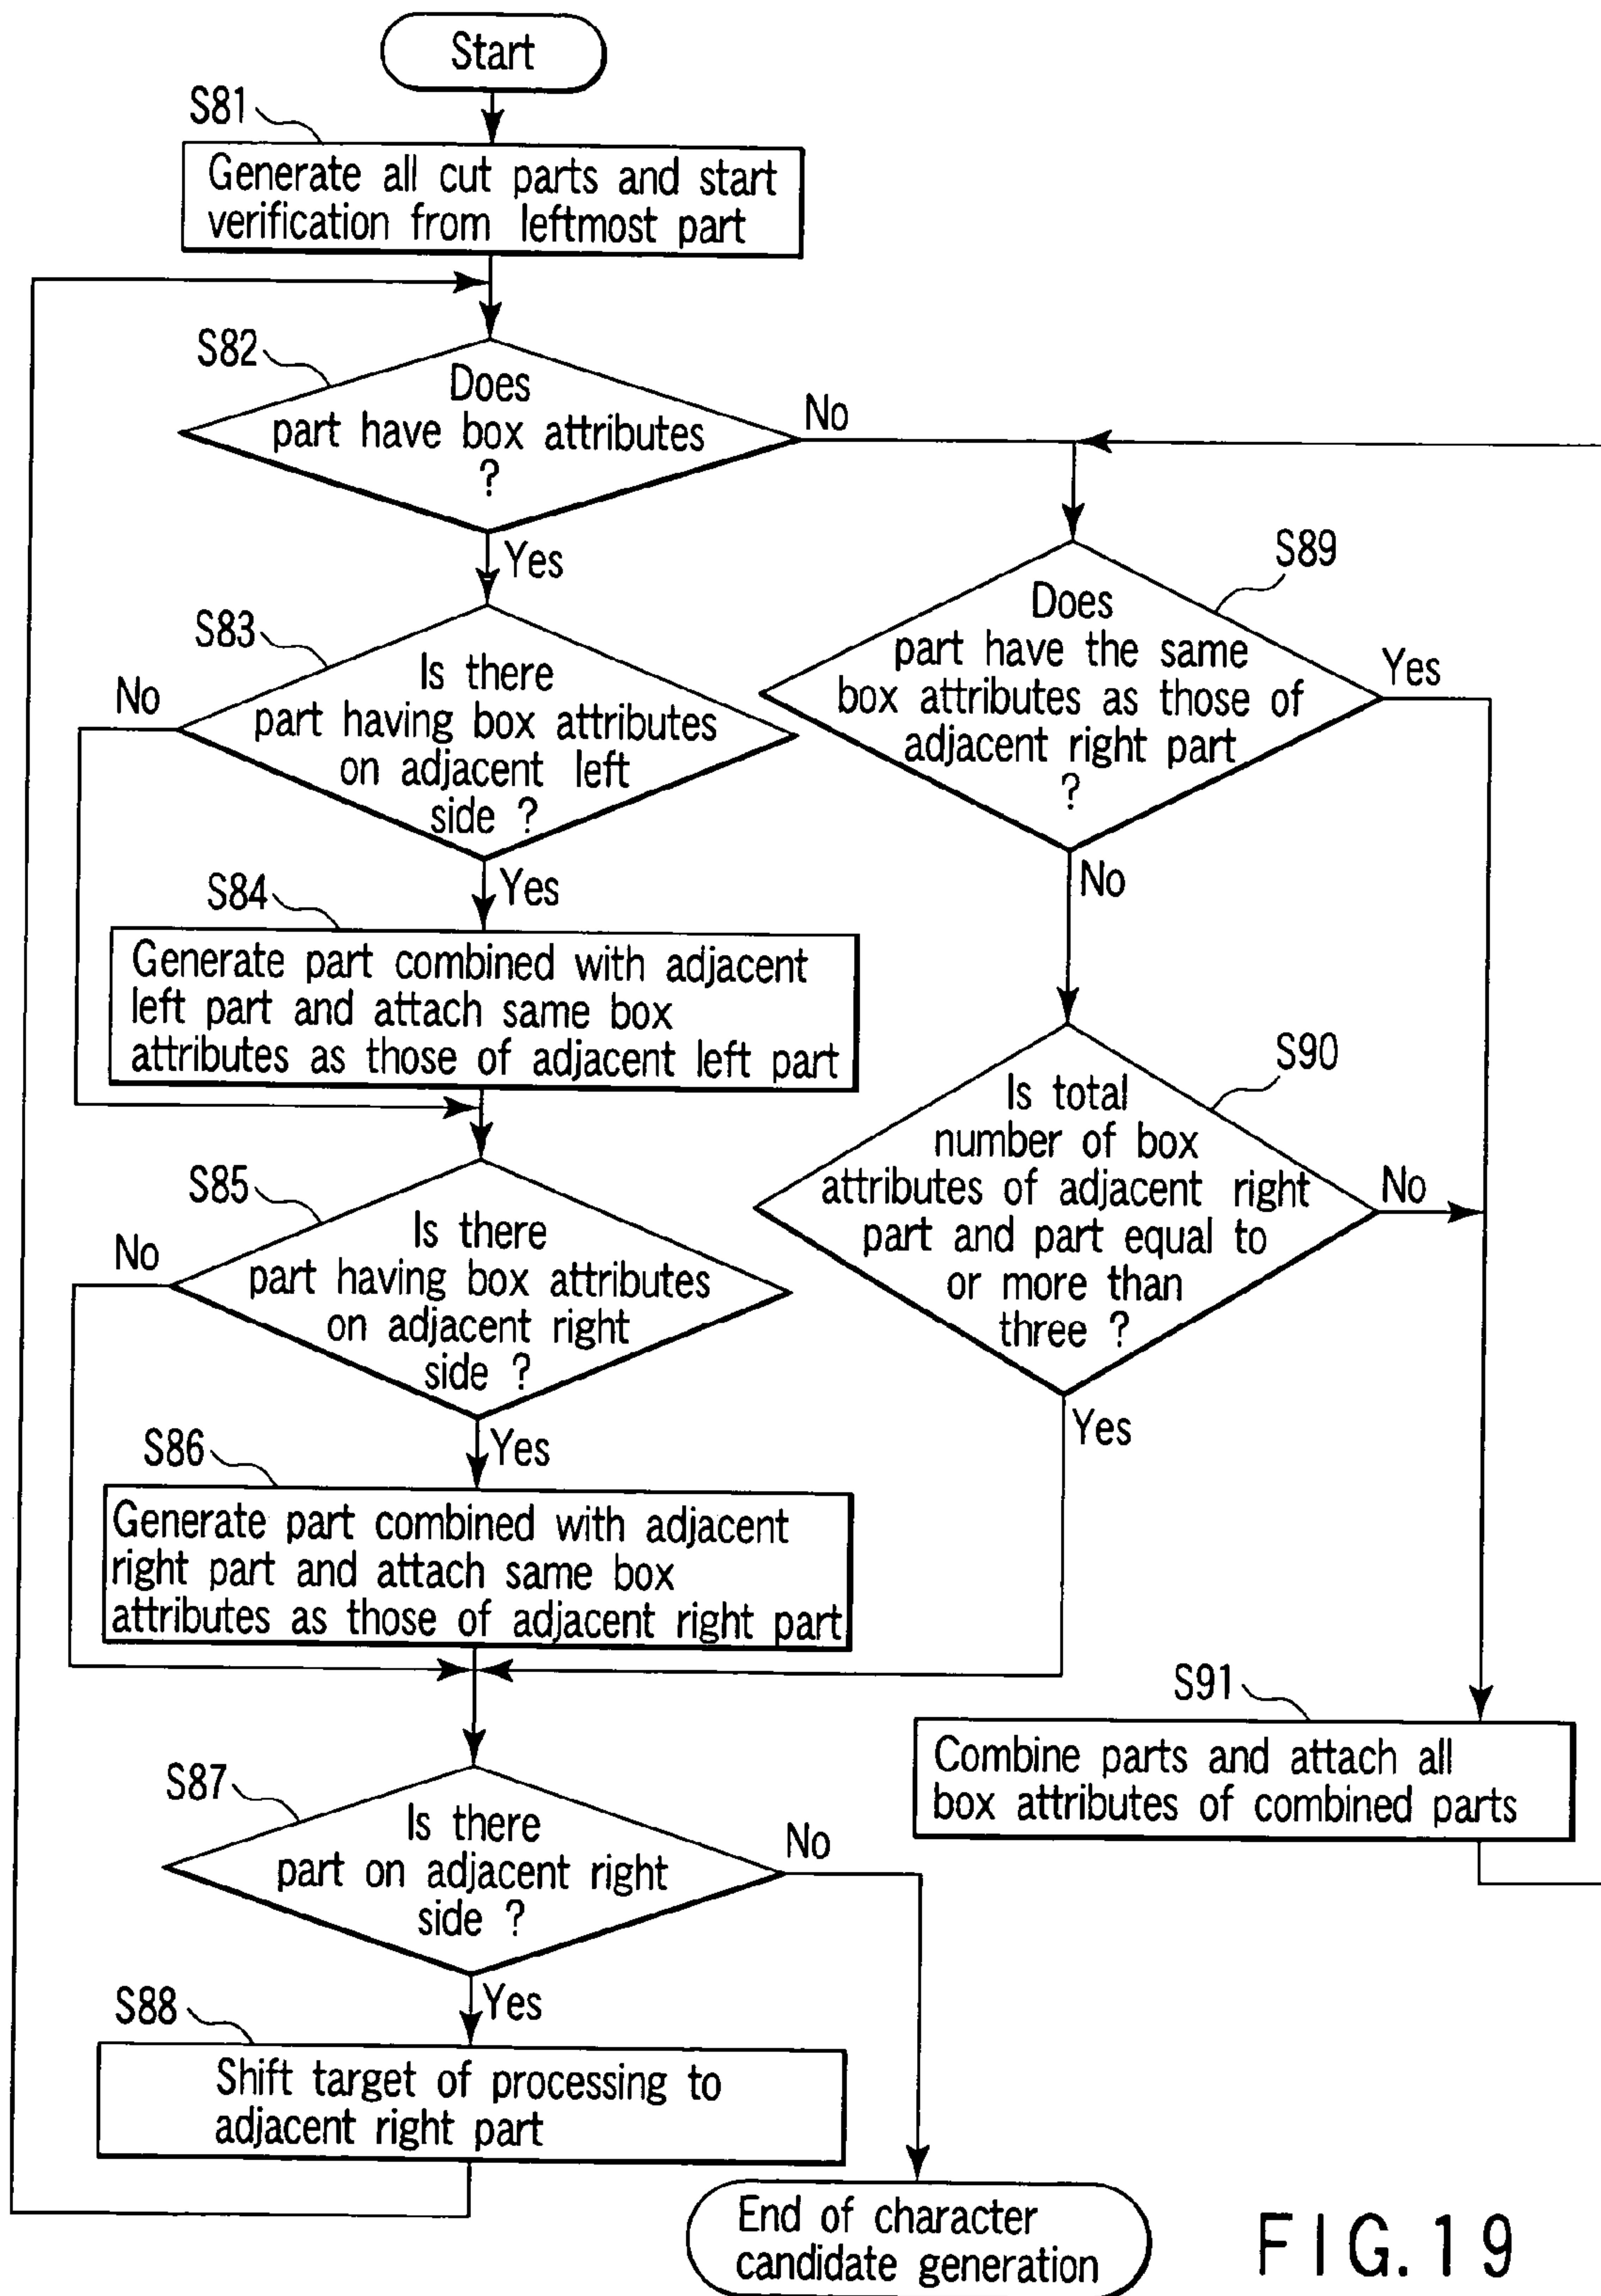 Start
S81
Generate all cut parts and start
verification from leftmost part
S82
Does
part have box attributes
?
No
Yes
S83
Is there
part having box attributes
on adjacent left
side ?
No
Yes
S84
Generate part combined with adjacent
left part and attach same box
attributes as those of adjacent left part
S85
Is there
part having box attributes
on adjacent right
side ?
No
Yes
S86
Generate part combined with adjacent
right part and attach same box
attributes as those of adjacent right part
S87
Is there
part on adjacent right
side ?
No
Yes
S88
Shift target of processing to
adjacent right part
S89
Does
part have the same
box attributes as those of
adjacent right part
?
Yes
No
S90
Is total
number of box
attributes of adjacent right
part and part equal to
or more than
three ?
No
Yes
S91
Combine parts and attach all
box attributes of combined parts
End of character
candidate generation
FIG.19